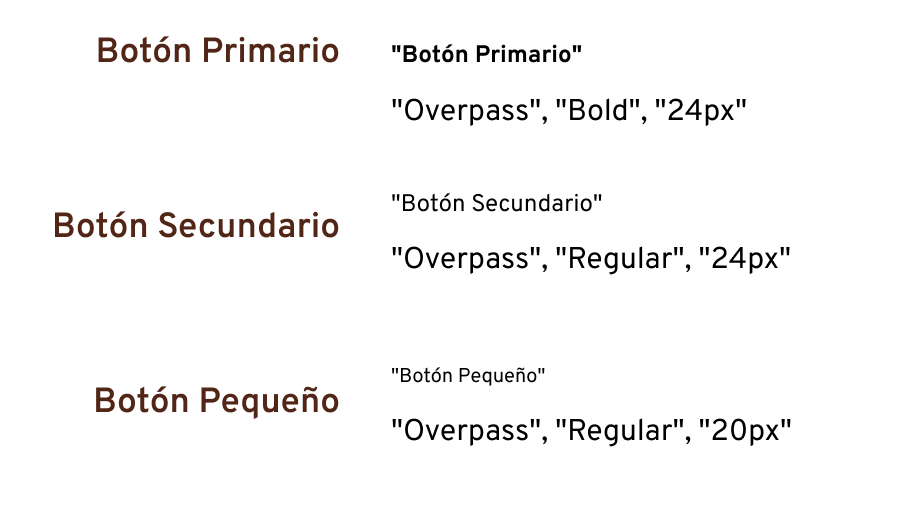 Botón Primario
"Botón Primario"
"Overpass", "Bold", "24px"
Botón Secundario
"Botón Secundario"
"Overpass", "Regular", "24px"
Botón Pequeño
"Botón Pequeño"
"Overpass", "Regular", "20px"